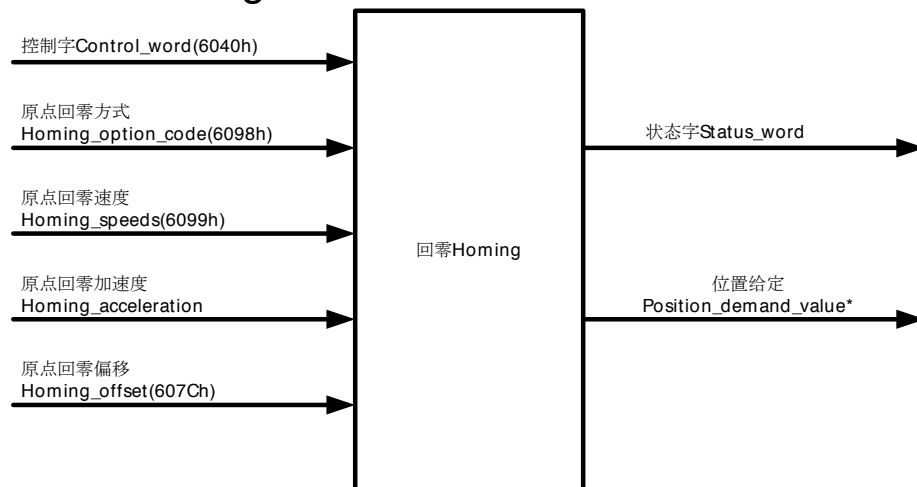 控制字Control_word(6040h)
原点回零方式
Homing_option_code(6098h)
原点回零速度
Homing_speeds(6099h)
原点回零加速度
Homing_acceleration
原点回零偏移
Homing_offset(607Ch)
回零Homing
状态字Status_word
位置给定
Position_demand_value*